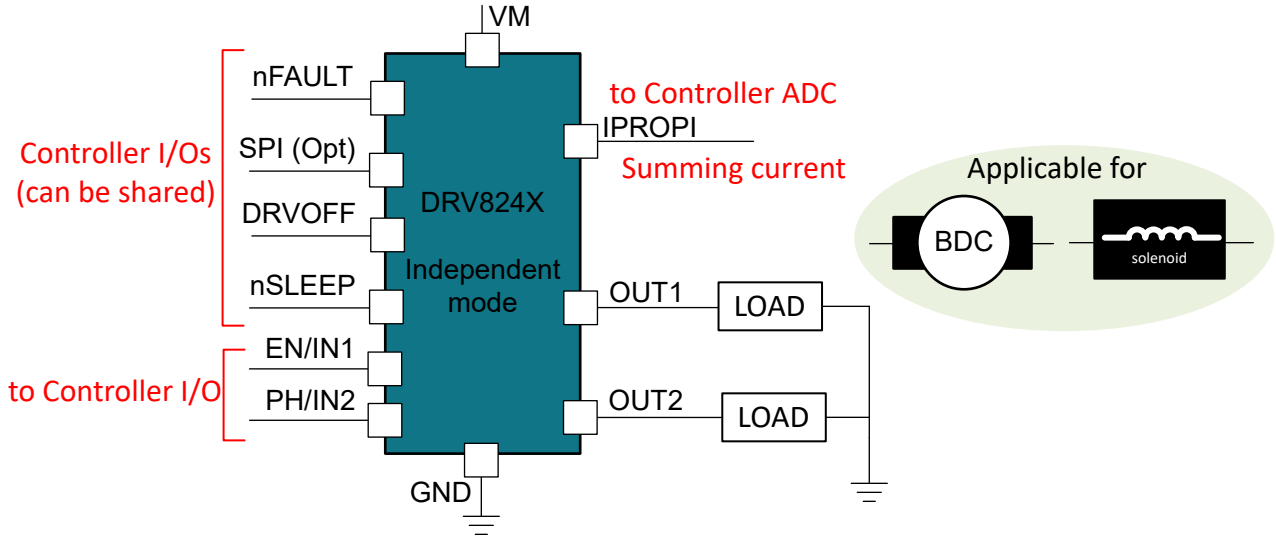 VM
nFAULT
SPI (Opt)
DRVOFF
nSLEEP
EN/IN1
PH/IN2
GND
Controller I/Os
(can be shared)
to Controller I/O
DRV824X
Independent
mode
to Controller ADC
IPROPI
Summing current
OUT1
LOAD
OUT2
LOAD
Applicable for
BDC
solenoid